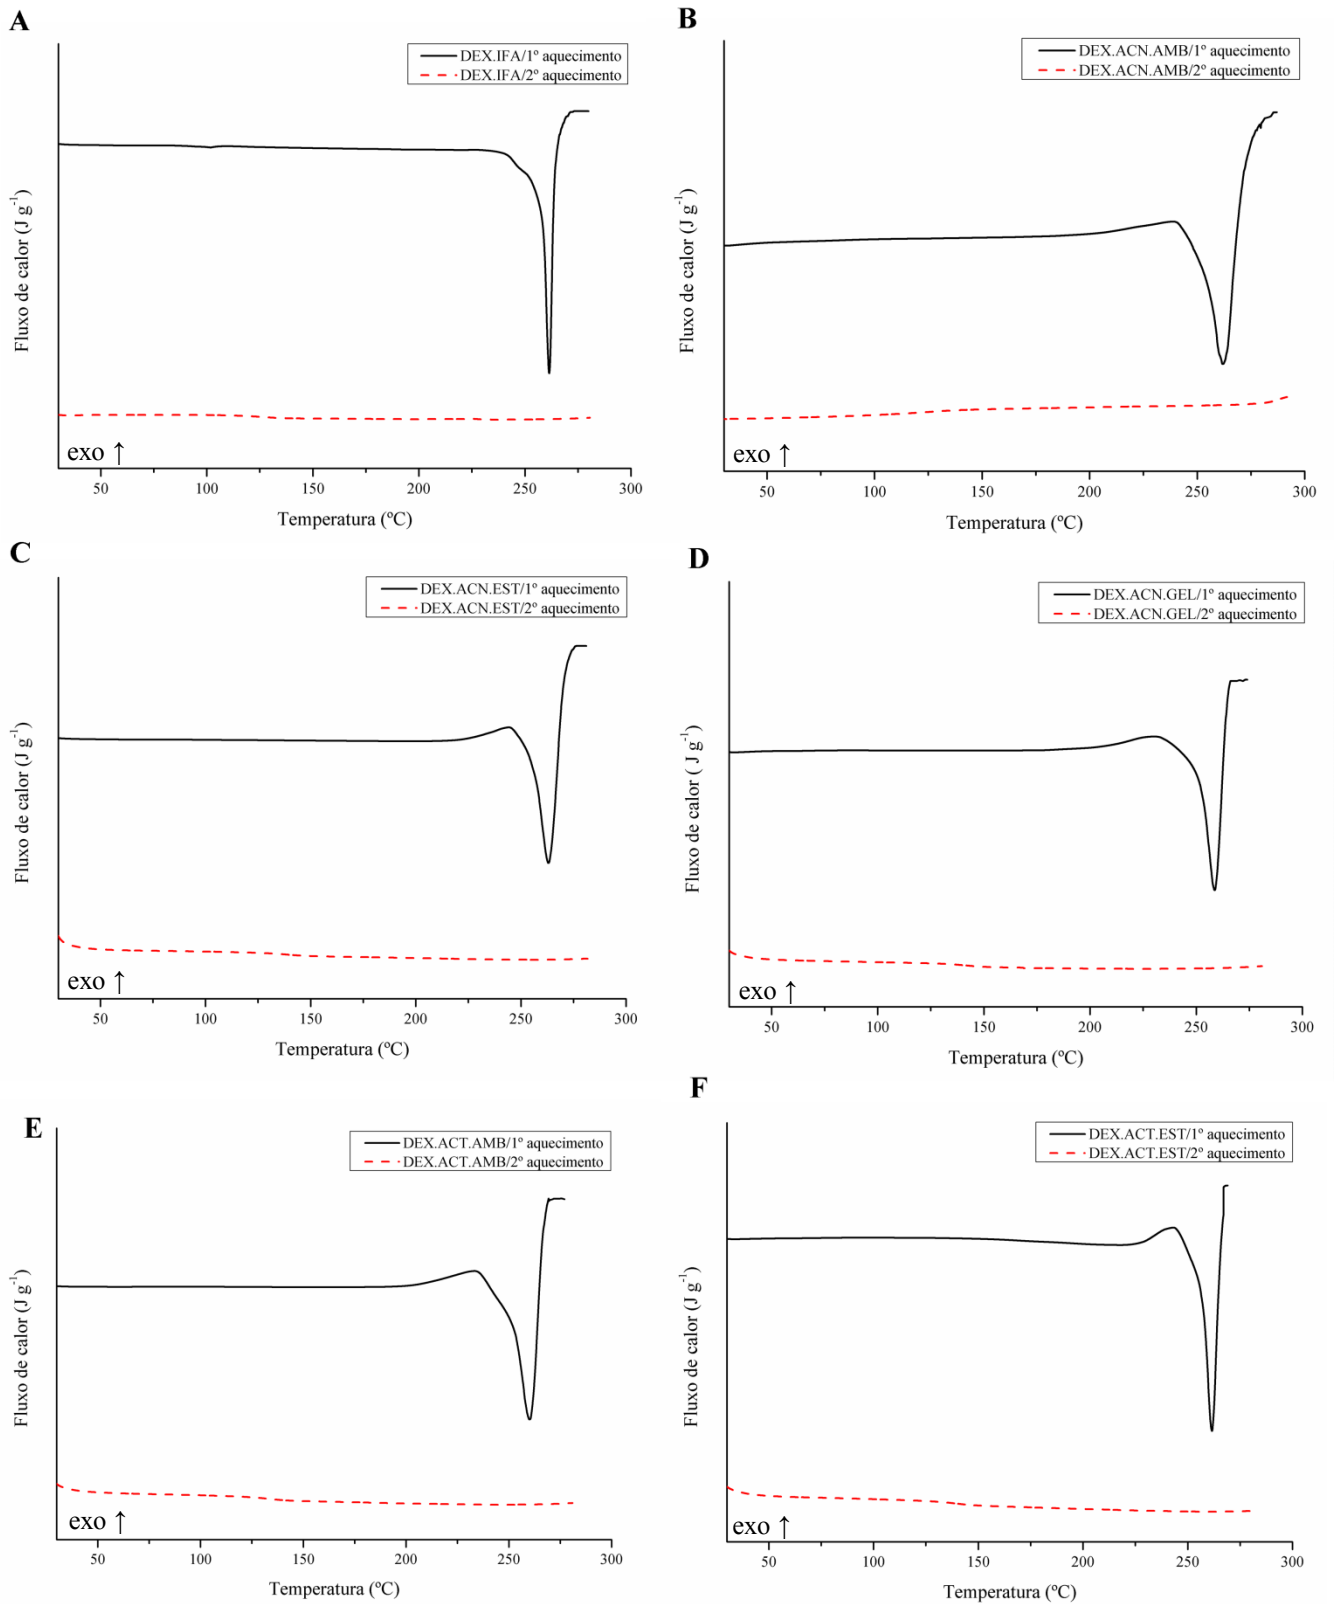 A
DEX.IFA/1º aquecimento
DEX.IFA/2º aquecimento
Fluxo de calor (J g⁻¹)
exo ↑
50 100 150 200 250 300
Temperatura (ºC)
B
DEX.ACN.AMB/1º aquecimento
DEX.ACN.AMB/2º aquecimento
Fluxo de calor (J g⁻¹)
exo ↑
50 100 150 200 250 300
Temperatura (ºC)
C
DEX.ACN.EST/1º aquecimento
DEX.ACN.EST/2º aquecimento
Fluxo de calor (J g⁻¹)
exo ↑
50 100 150 200 250 300
Temperatura (ºC)
D
DEX.ACN.GEL/1º aquecimento
DEX.ACN.GEL/2º aquecimento
Fluxo de calor ( J g⁻¹)
exo ↑
50 100 150 200 250 300
Temperatura (ºC)
E
DEX.ACT.AMB/1º aquecimento
DEX.ACT.AMB/2º aquecimento
Fluxo de calor (J g⁻¹)
exo ↑
50 100 150 200 250 300
Temperatura (ºC)
F
DEX.ACT.EST/1º aquecimento
DEX.ACT.EST/2º aquecimento
Fluxo de calor (J g⁻¹)
exo ↑
50 100 150 200 250 300
Temperatura (ºC)